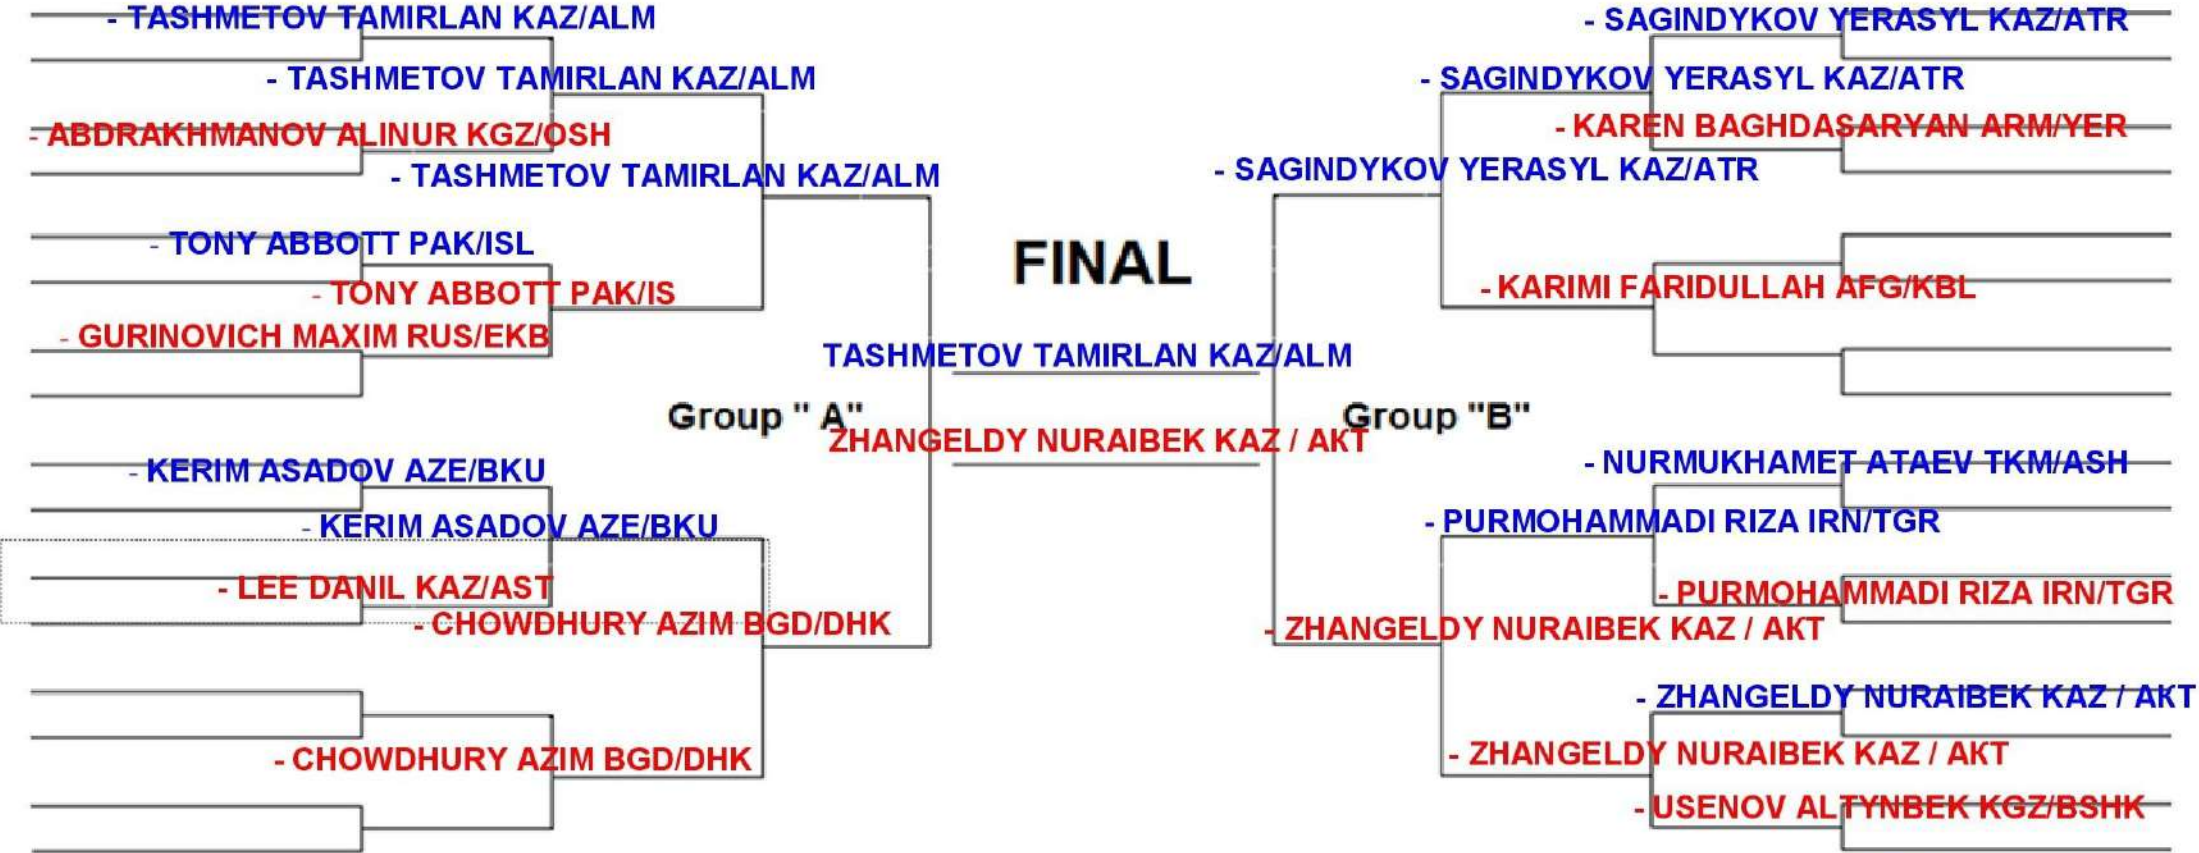 - TASHMETOV TAMIRLAN KAZ/ALM
- TASHMETOV TAMIRLAN KAZ/ALM
- ABDRAKHMANOV ALINUR KGZ/OSH
- TASHMETOV TAMIRLAN KAZ/ALM
- TONY ABBOTT PAK/ISL
- TONY ABBOTT PAK/IS
- GURINOVICH MAXIM RUS/EKB
Group " A"
- KERIM ASADOV AZE/BKU
- KERIM ASADOV AZE/BKU
- LEE DANIL KAZ/AST
- CHOWDHURY AZIM BGD/DHK
- CHOWDHURY AZIM BGD/DHK
FINAL
TASHMETOV TAMIRLAN KAZ/ALM
ZHANGELDY NURAIBEK KAZ / AKT
- SAGINDYKOV YERASYL KAZ/ATR
- SAGINDYKOV YERASYL KAZ/ATR
- KAREN BAGHDASARYAN ARM/YER
- SAGINDYKOV YERASYL KAZ/ATR
- KARIMI FARIDULLAH AFG/KBL
Group "B"
- NURMUKHAMET ATAEV TKM/ASH
- PURMOHAMMADI RIZA IRN/TGR
- PURMOHAMMADI RIZA IRN/TGR
- ZHANGELDY NURAIBEK KAZ / AKT
- ZHANGELDY NURAIBEK KAZ / AKT
- ZHANGELDY NURAIBEK KAZ / AKT
- USENOV ALTYNBEK KGZ/BSHK